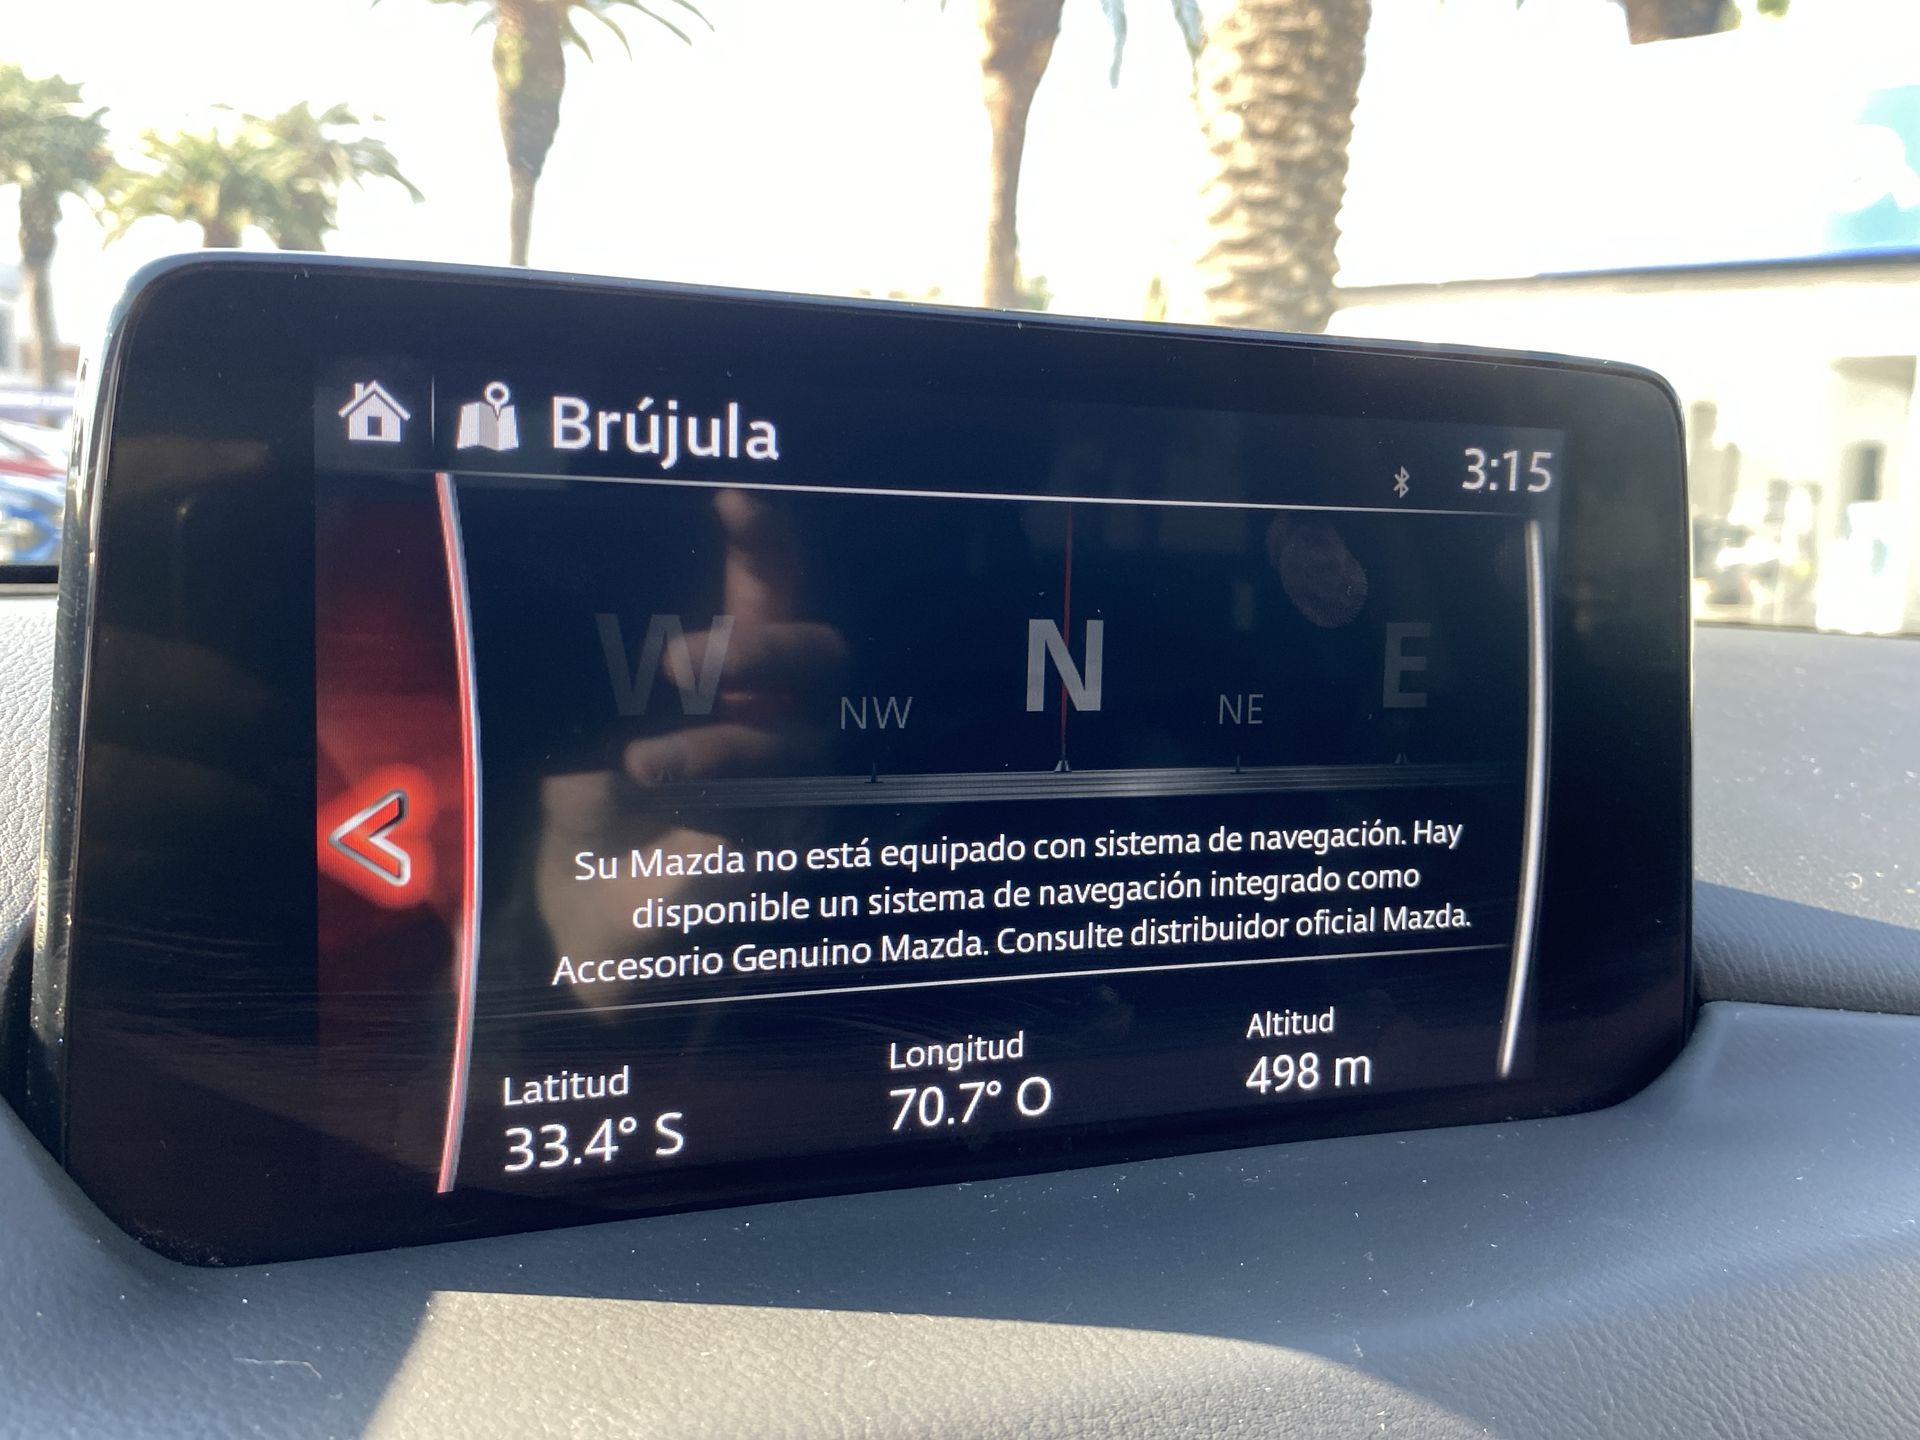 Brújula
3:15
W
NW
N
NE
E
Su Mazda no está equipado con sistema de navegación. Hay
disponible un sistema de navegación integrado como
Accesorio Genuino Mazda. Consulte distribuidor oficial Mazda.
Latitud
33.4° S
Longitud
70.7° O
Altitud
498 m